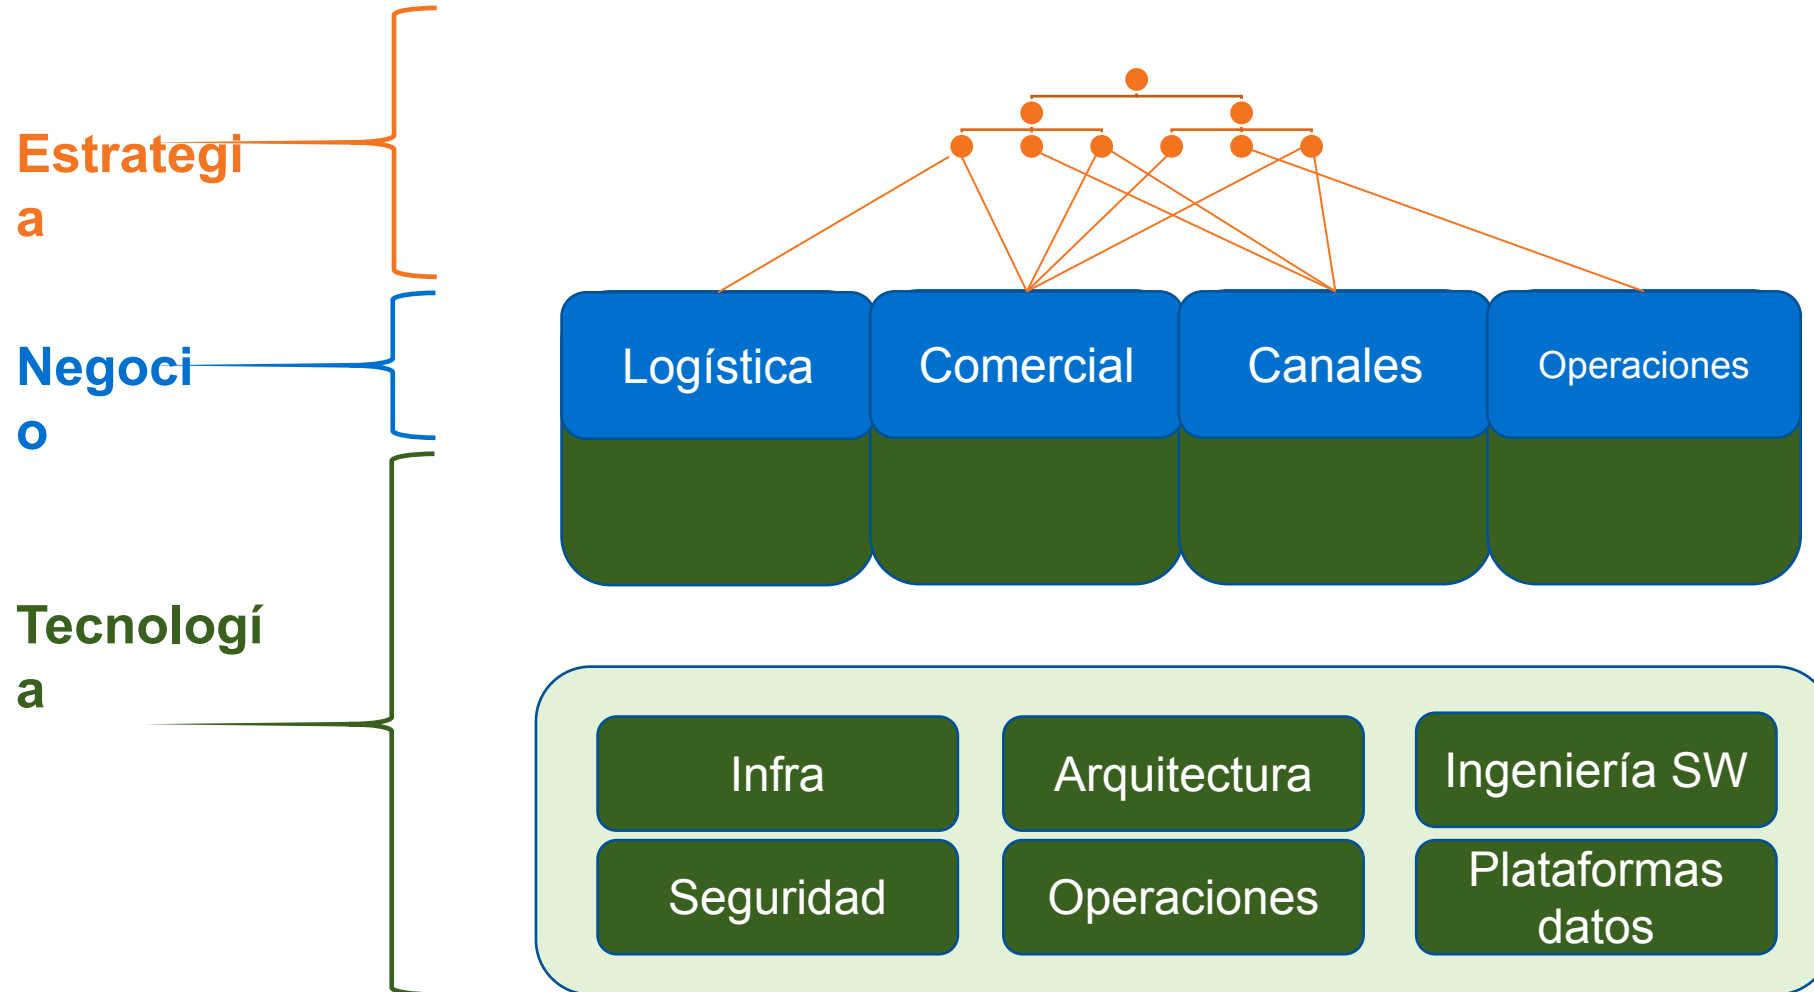 Estrategi
a
Negoci
o
Logística
Comercial
Canales
Operaciones
Tecnologí
a
Infra
Arquitectura
Ingeniería SW
Seguridad
Operaciones
Plataformas
datos